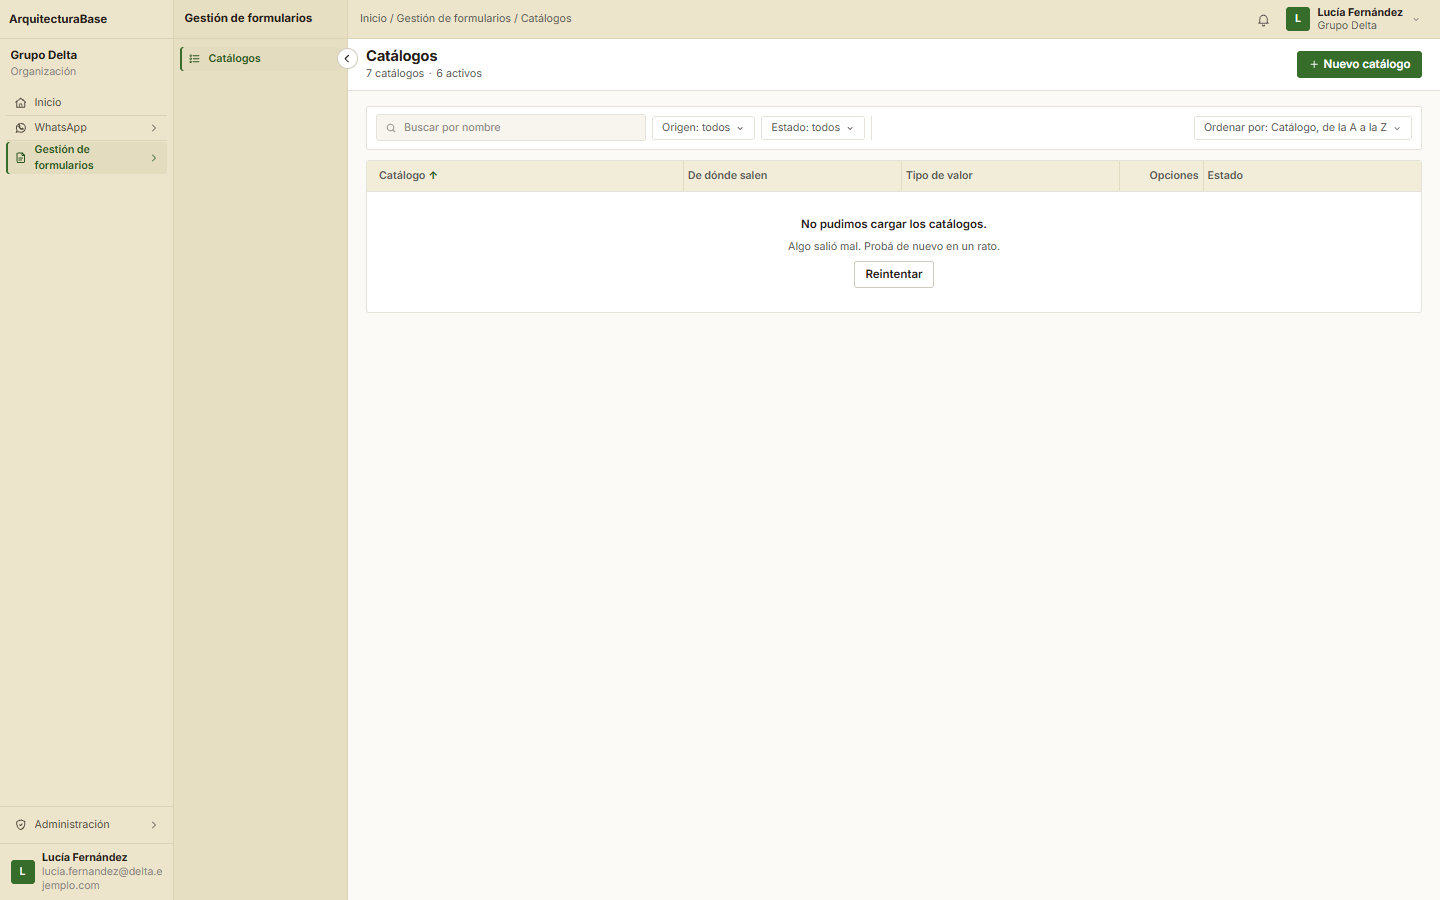 ArquitecturaBase
Grupo Delta
Organización
Inicio
WhatsApp
Gestión de
formularios
Administración
Lucía Fernández
lucia.fernandez@delta.e
jemplo.com
Gestión de formularios
Catálogos
Inicio / Gestión de formularios / Catálogos
L
Lucía Fernández
Grupo Delta
Catálogos
7 catálogos · 6 activos
+ Nuevo catálogo
Buscar por nombre
Origen: todos
Estado: todos
Ordenar por: Catálogo, de la A a la Z
Catálogo ↑ De dónde salen Tipo de valor Opciones Estado
No pudimos cargar los catálogos.
Algo salió mal. Probá de nuevo en un rato.
Reintentar
L